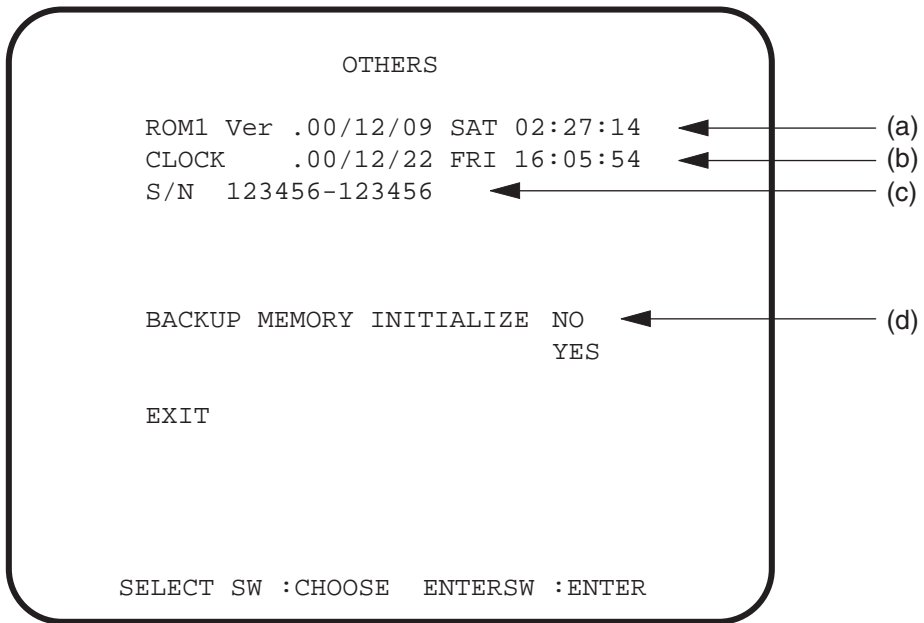 OTHERS
ROM1 Ver .00/12/09 SAT 02:27:14 (a)
CLOCK .00/12/22 FRI 16:05:54 (b)
S/N 123456-123456 (c)
BACKUP MEMORY INITIALIZE NO (d)
YES
EXIT
SELECT SW :CHOOSE ENTERSW :ENTER